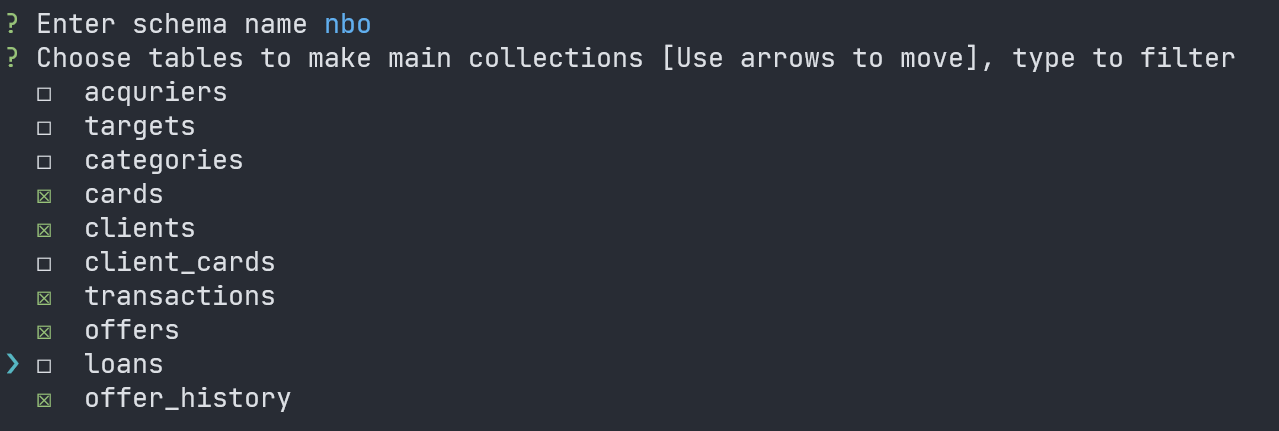 ? Enter schema name nbo
? Choose tables to make main collections [Use arrows to move], type to filter
☐ acquriers
☐ targets
☐ categories
☒ cards
☒ clients
☐ client_cards
☒ transactions
☒ offers
❯ ☐ loans
☒ offer_history